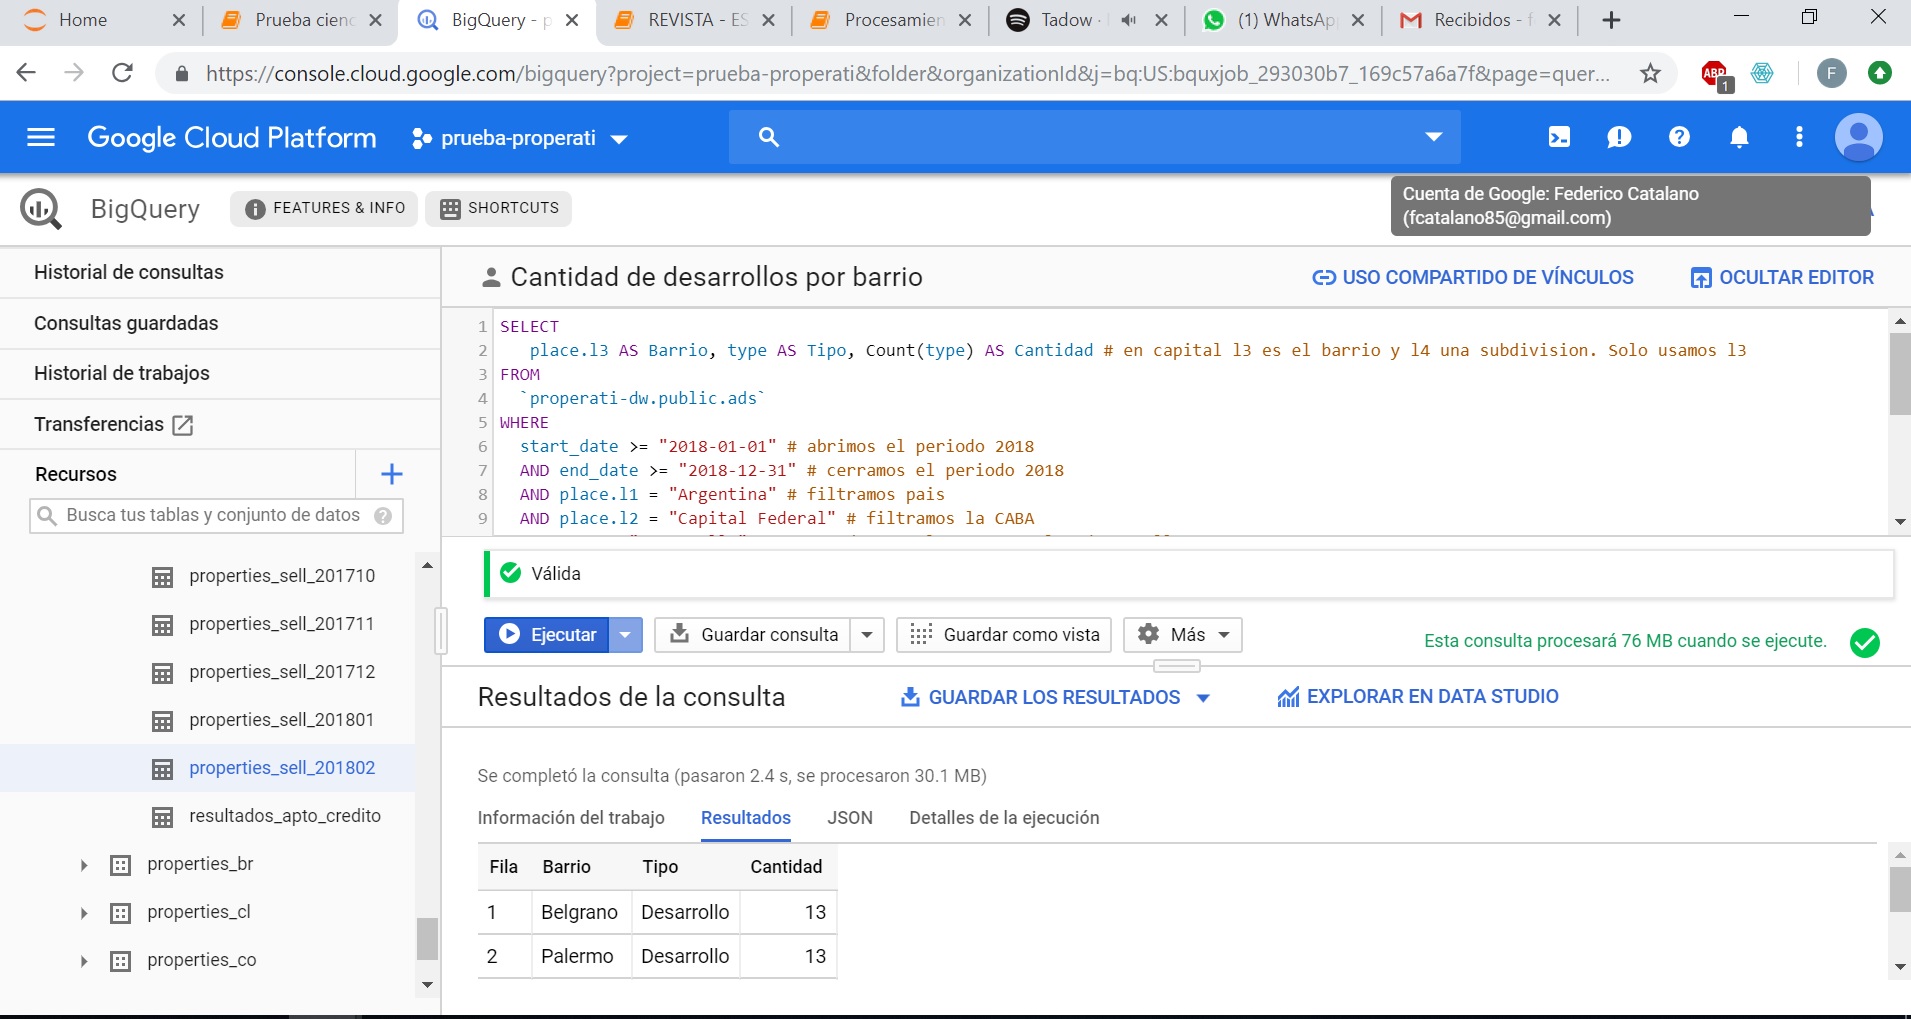 Home
Prueba cienc
BigQuery - p
REVISTA - ES
Procesamien
Tadow ·
(1) WhatsAp
Recibidos - f
https://console.cloud.google.com/bigquery?project=prueba-properati&folder&organizationId&j=bq:US:bquxjob_293030b7_169c57a6a7f&page=quer...
ABP
1
F
Google Cloud Platform
prueba-properati
BigQuery
FEATURES & INFO
SHORTCUTS
Cuenta de Google: Federico Catalano
(fcatalano85@gmail.com)
Historial de consultas
Consultas guardadas
Historial de trabajos
Transferencias
Recursos
Busca tus tablas y conjunto de datos
properties_sell_201710
properties_sell_201711
properties_sell_201712
properties_sell_201801
properties_sell_201802
resultados_apto_credito
properties_br
properties_cl
properties_co
Cantidad de desarrollos por barrio
USO COMPARTIDO DE VÍNCULOS
OCULTAR EDITOR
1 SELECT
2 place.l3 AS Barrio, type AS Tipo, Count(type) AS Cantidad # en capital l3 es el barrio y l4 una subdivision. Solo usamos l3
3 FROM
4 `properati-dw.public.ads`
5 WHERE
6 start_date >= "2018-01-01" # abrimos el periodo 2018
7 AND end_date >= "2018-12-31" # cerramos el periodo 2018
8 AND place.l1 = "Argentina" # filtramos pais
9 AND place.l2 = "Capital Federal" # filtramos la CABA
Válida
Ejecutar
Guardar consulta
Guardar como vista
Más
Esta consulta procesará 76 MB cuando se ejecute.
Resultados de la consulta
GUARDAR LOS RESULTADOS
EXPLORAR EN DATA STUDIO
Se completó la consulta (pasaron 2.4 s, se procesaron 30.1 MB)
Información del trabajo
Resultados
JSON
Detalles de la ejecución
Fila Barrio Tipo Cantidad
1 Belgrano Desarrollo 13
2 Palermo Desarrollo 13